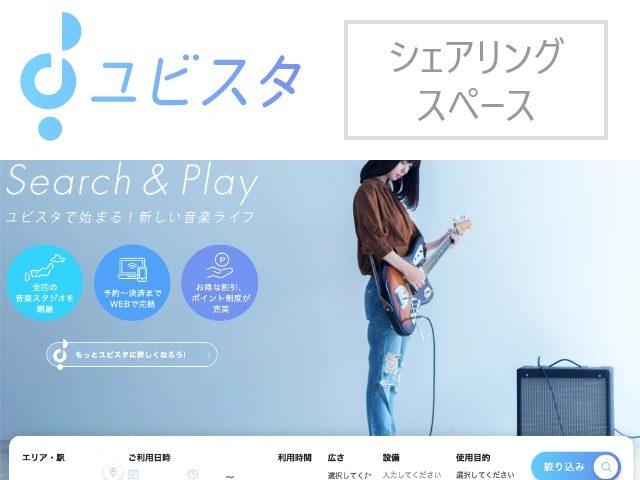 ユビスタ
シェアリング
スペース
Search & Play
ユビスタで始まる！新しい音楽ライフ
全国の
音楽スタジオを
網羅
予約〜決済まで
WEBで完結
P
お得な割引、
ポイント制度が
充実
もっとユビスタに詳しくなろう!
エリア・駅
ご利用日時
〜
利用時間
広さ
選択してくだ
設備
入力してください
使用目的
選択してください
絞り込み